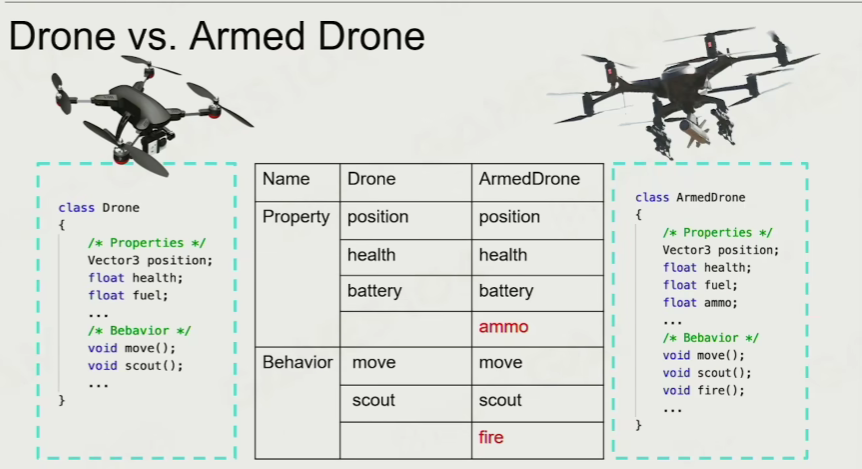 Drone vs. Armed Drone
class Drone
{
/* Properties */
Vector3 position;
float health;
float fuel;
...
/* Bebavior */
void move();
void scout();
...
}
Name Drone ArmedDrone
Property position position
health health
battery battery
ammo
Behavior move move
scout scout
fire
class ArmedDrone
{
/* Properties */
Vector3 position;
float health;
float fuel;
float ammo;
...
/* Bebavior */
void move();
void scout();
void fire();
...
}